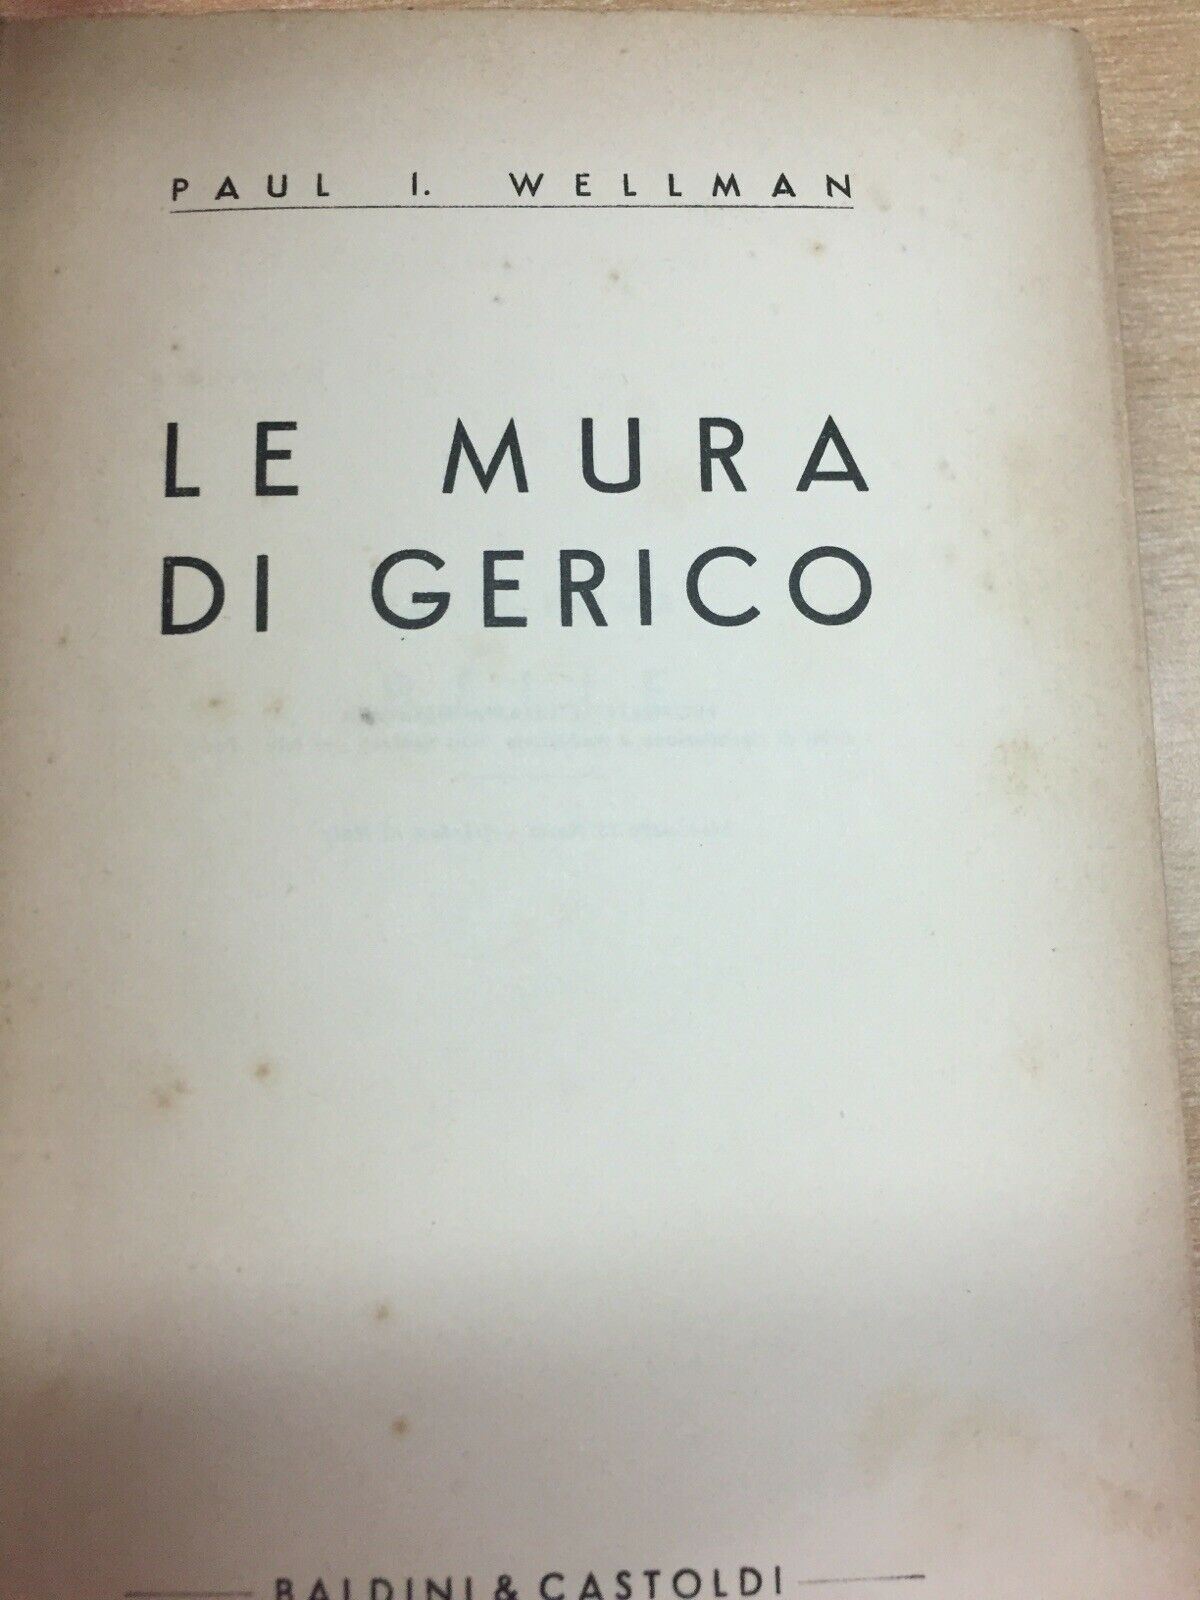 PAUL I. WELLMAN
LE MURA
DI GERICO
BALDINI & CASTOLDI